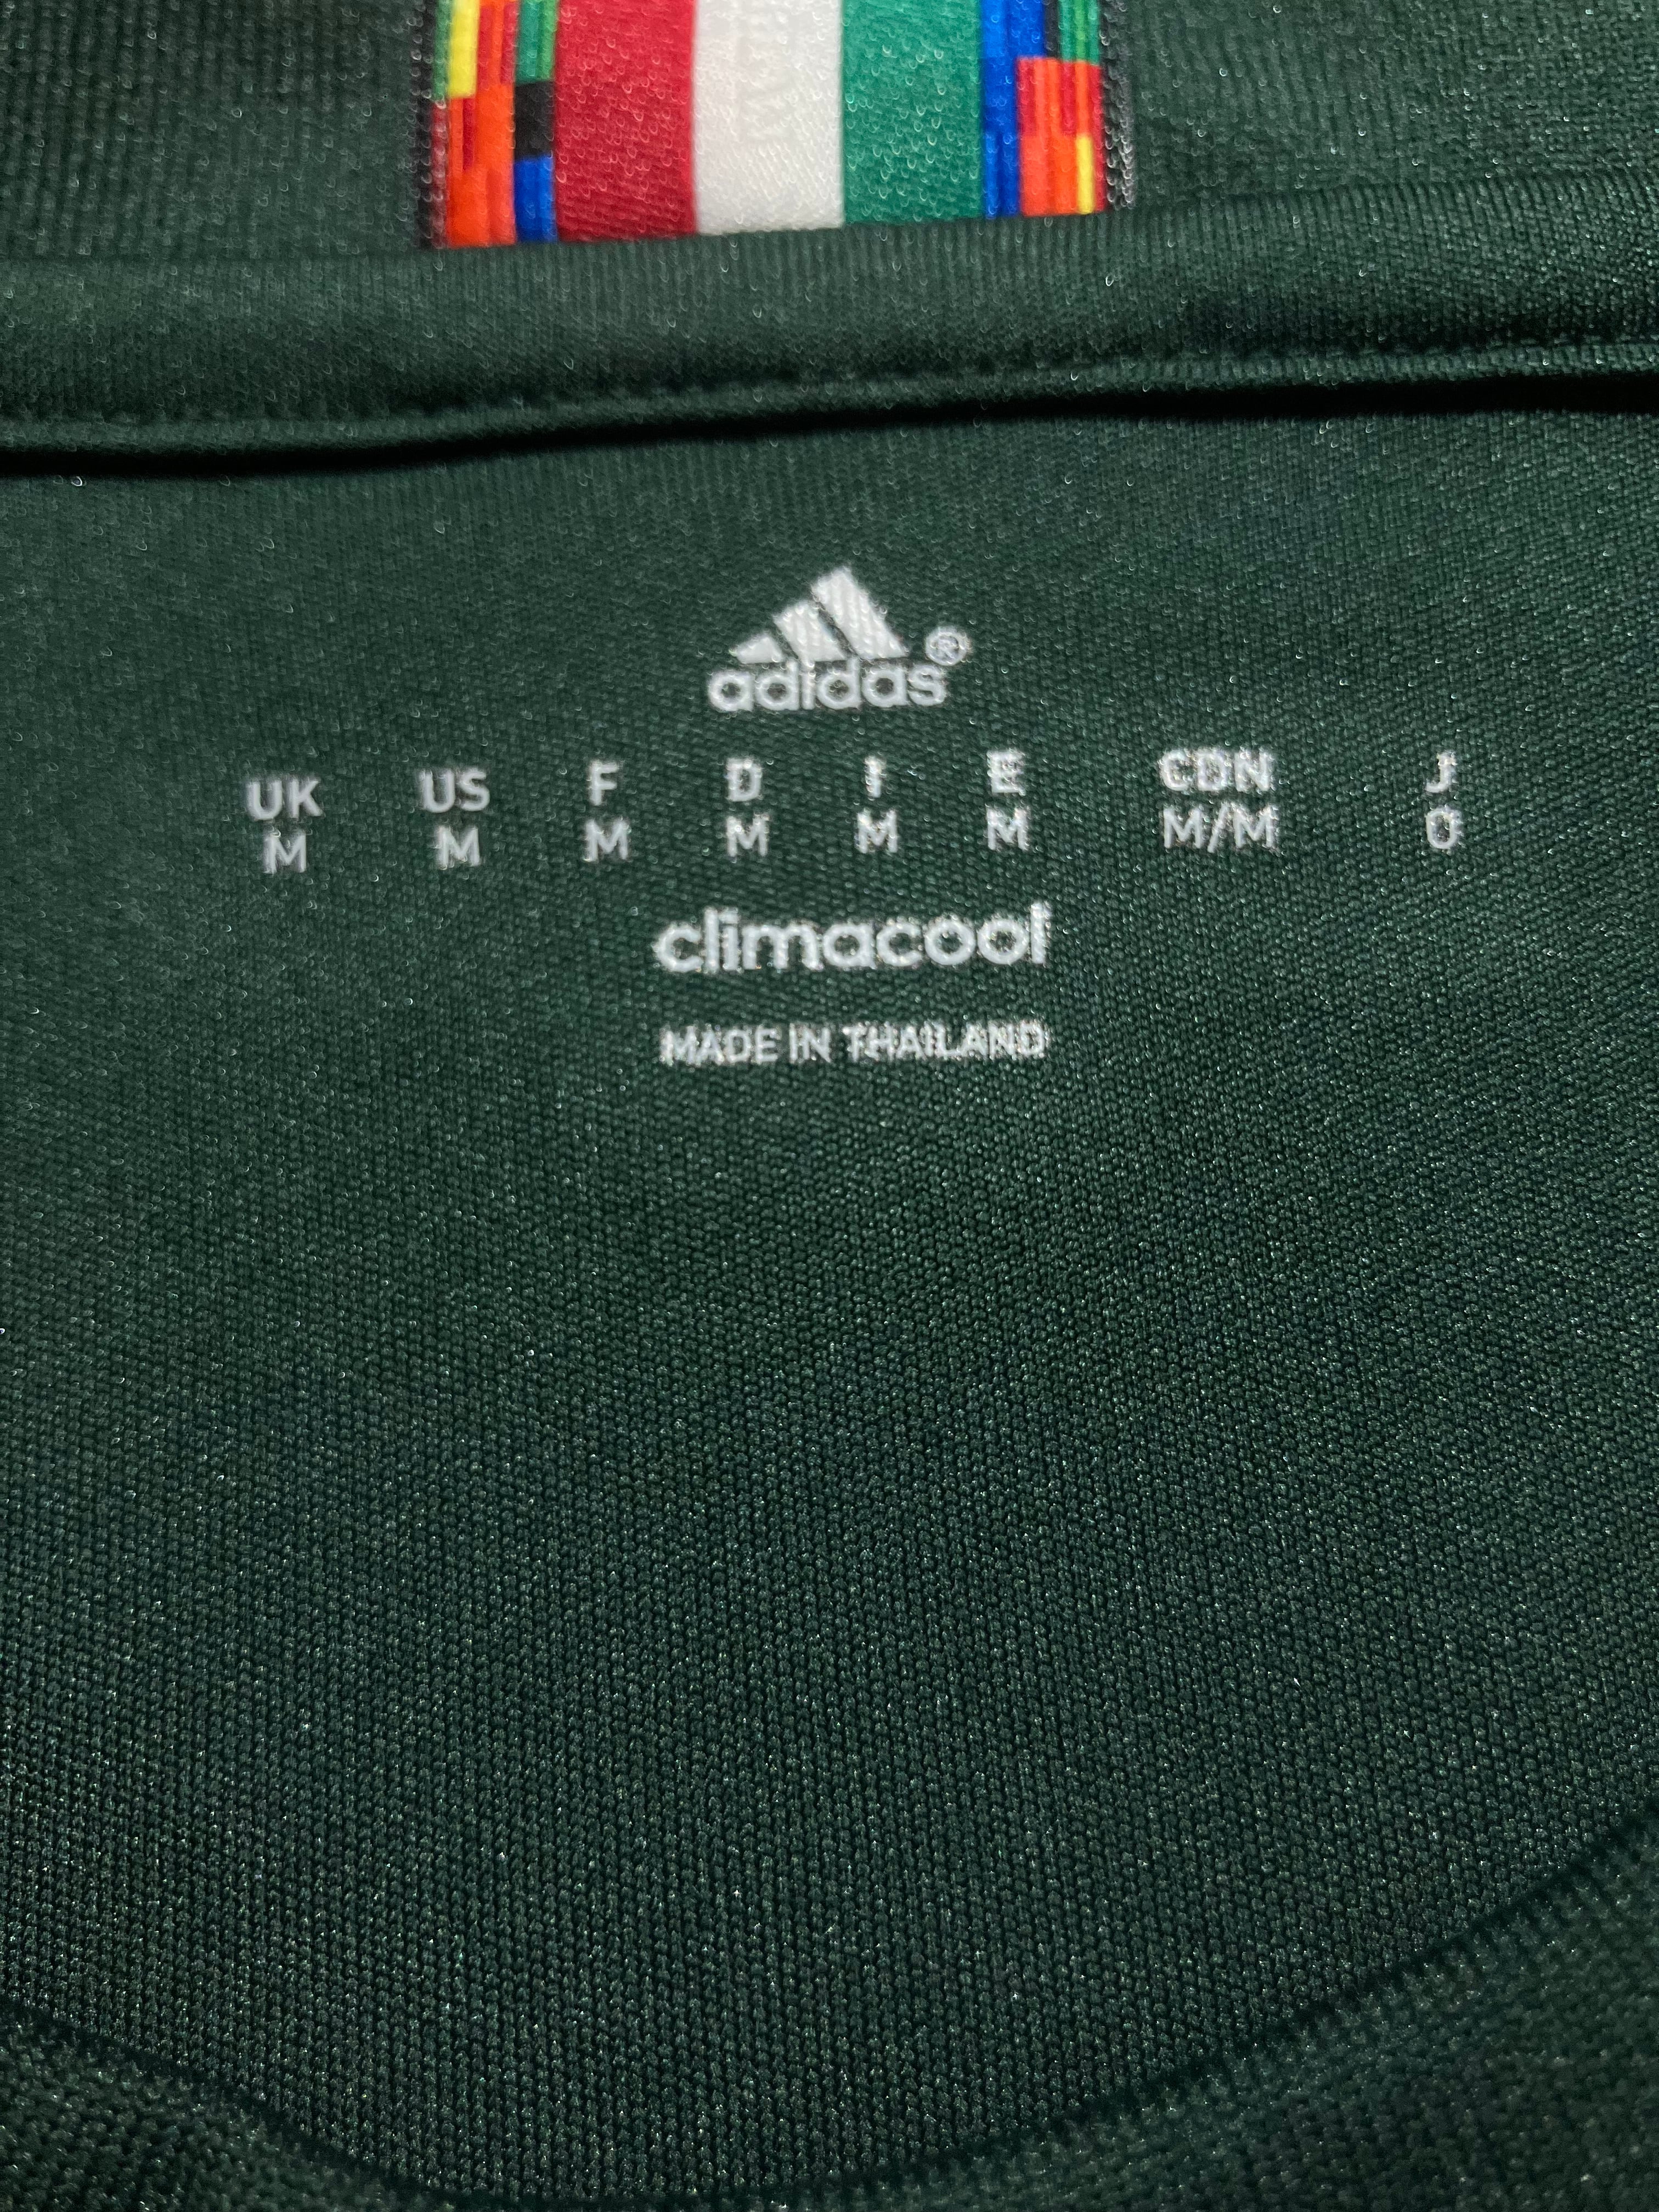 adidas®
UK US F D I E CDN J
M M M M M M M/M O
climacool
MADE IN THAILAND